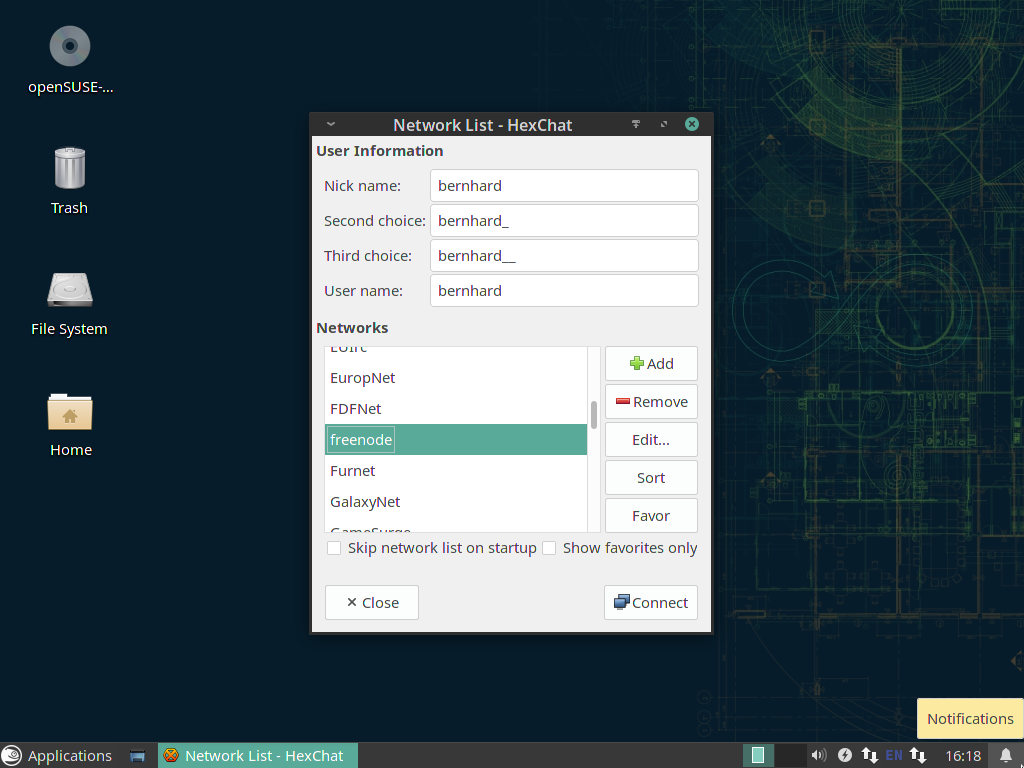 openSUSE-...
Trash
File System
Home
Network List - HexChat
User Information
Nick name: bernhard
Second choice: bernhard_
Third choice: bernhard__
User name: bernhard
Networks
EUIrc
EuropNet
FDFNet
freenode
Furnet
GalaxyNet
GameSurge
Add
Remove
Edit...
Sort
Favor
Skip network list on startup
Show favorites only
Close
Connect
Notifications
Applications
Network List - HexChat
EN
16:18